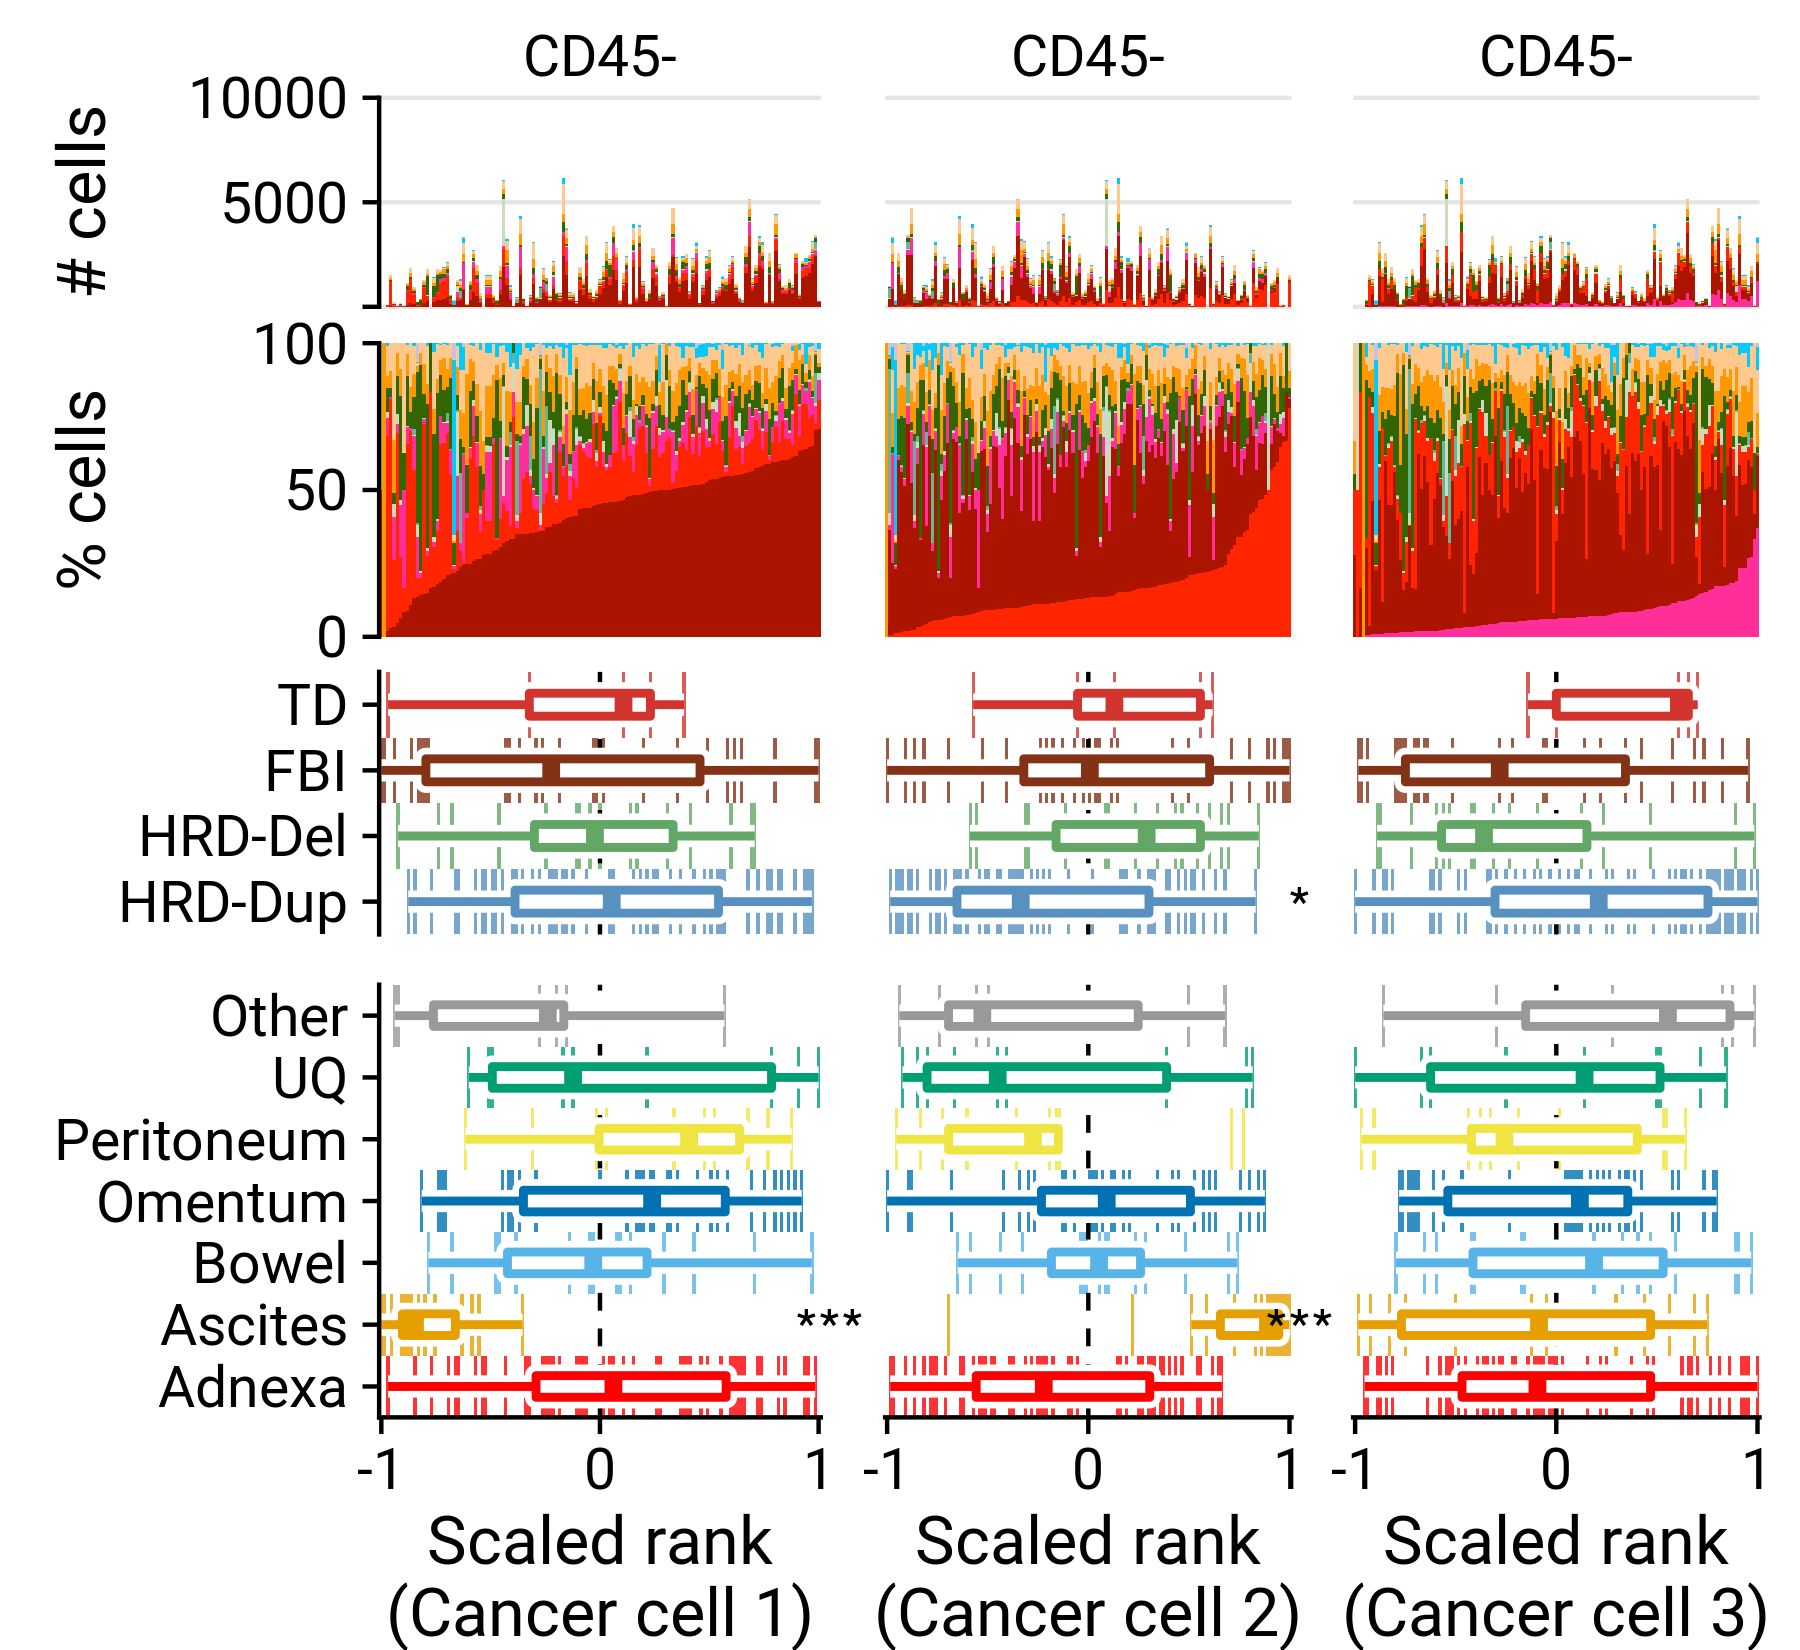 CD45- CD45- CD45-
# cells
10000
5000
% cells
100
50
0
TD
FBI
HRD-Del
HRD-Dup *
Other
UQ
Peritoneum
Omentum
Bowel
Ascites *** ***
Adnexa
-1 0 1 -1 0 1 -1 0 1
Scaled rank Scaled rank Scaled rank
(Cancer cell 1) (Cancer cell 2) (Cancer cell 3)